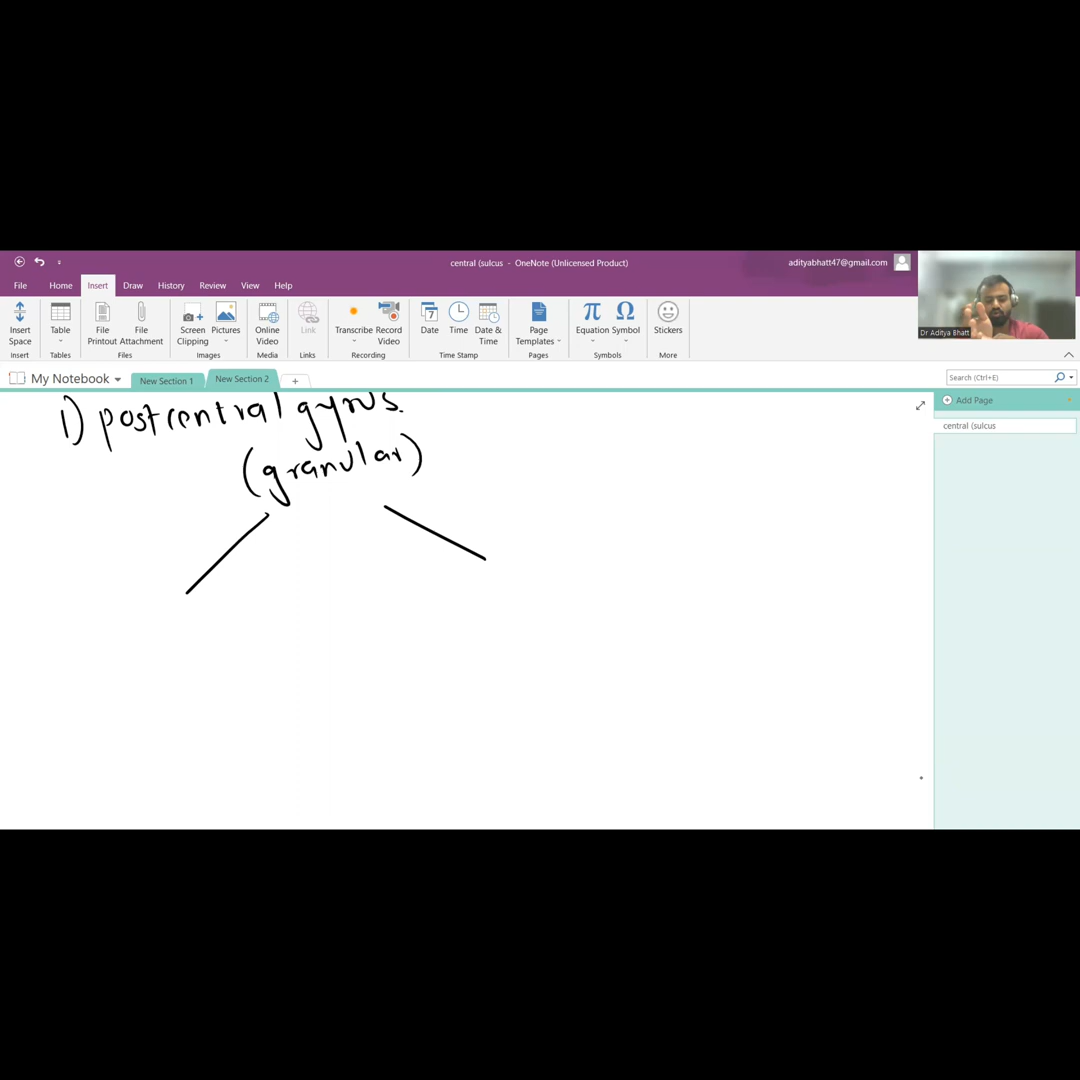 central (sulcus - OneNote (Unlicensed Product)
adityabhatt47@gmail.com
File Home Insert Draw History Review View Help
Insert Space
Table
File Printout
File Attachment
Screen Clipping
Pictures
Online Video
Link
Transcribe
Record Video
Date
Time
Date & Time
Page Templates
Equation
Symbol
Stickers
Insert Tables Files Images Media Links Recording Time Stamp Pages Symbols More
Dr Aditya Bhatt
My Notebook
New Section 1
New Section 2
Search (Ctrl+E)
Add Page
central (sulcus
1) postcentral gyrus.
(granular)